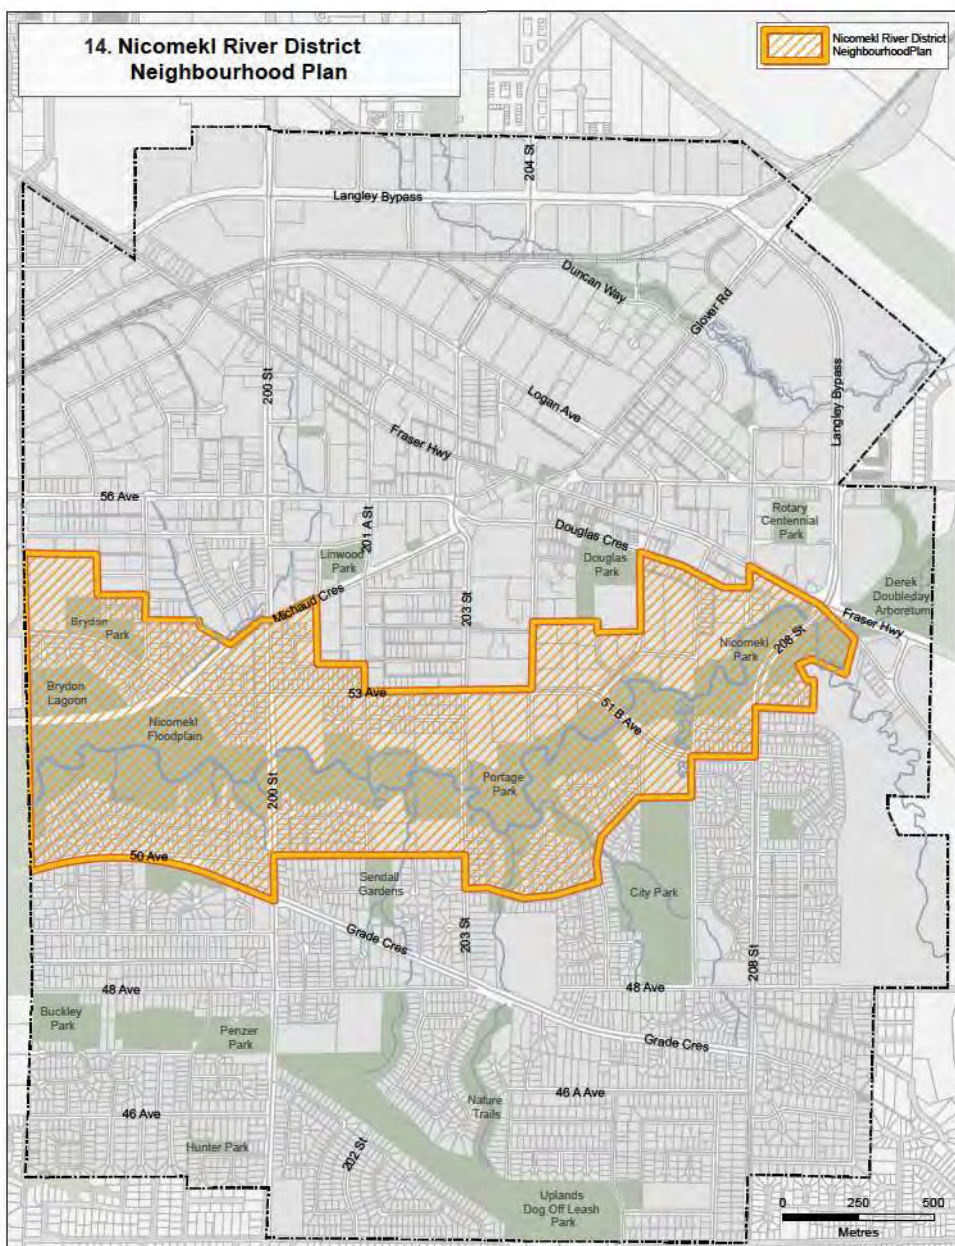 14. Nicomekl River District
Neighbourhood Plan
Nicomekl River District
NeighbourhoodPlan
204 St
Langley Bypass
Duncan Way
Glover Rd
200 St
Logan Ave
Langley Bypass
Fraser Hwy
56 Ave
201 A St
Rotary
Centennial
Park
Douglas Cres
Linwood
Park
Douglas
Park
Derek
Doubleday
Arboretum
Michaud Cres
203 St
Fraser Hwy
Brydon
Park
Nicomekl
Park
208 St
Brydon
Lagoon
53 Ave
51 B Ave
Nicomekl
Floodplain
200 St
Portage
Park
50 Ave
Sendall
Gardens
City Park
203 St
Grade Cres
208 St
48 Ave
48 Ave
Buckley
Park
Penzer
Park
Grade Cres
46 A Ave
Nature
Trails
46 Ave
Hunter Park
202 St
Uplands
Dog Off Leash
Park
0 250 500
Metres